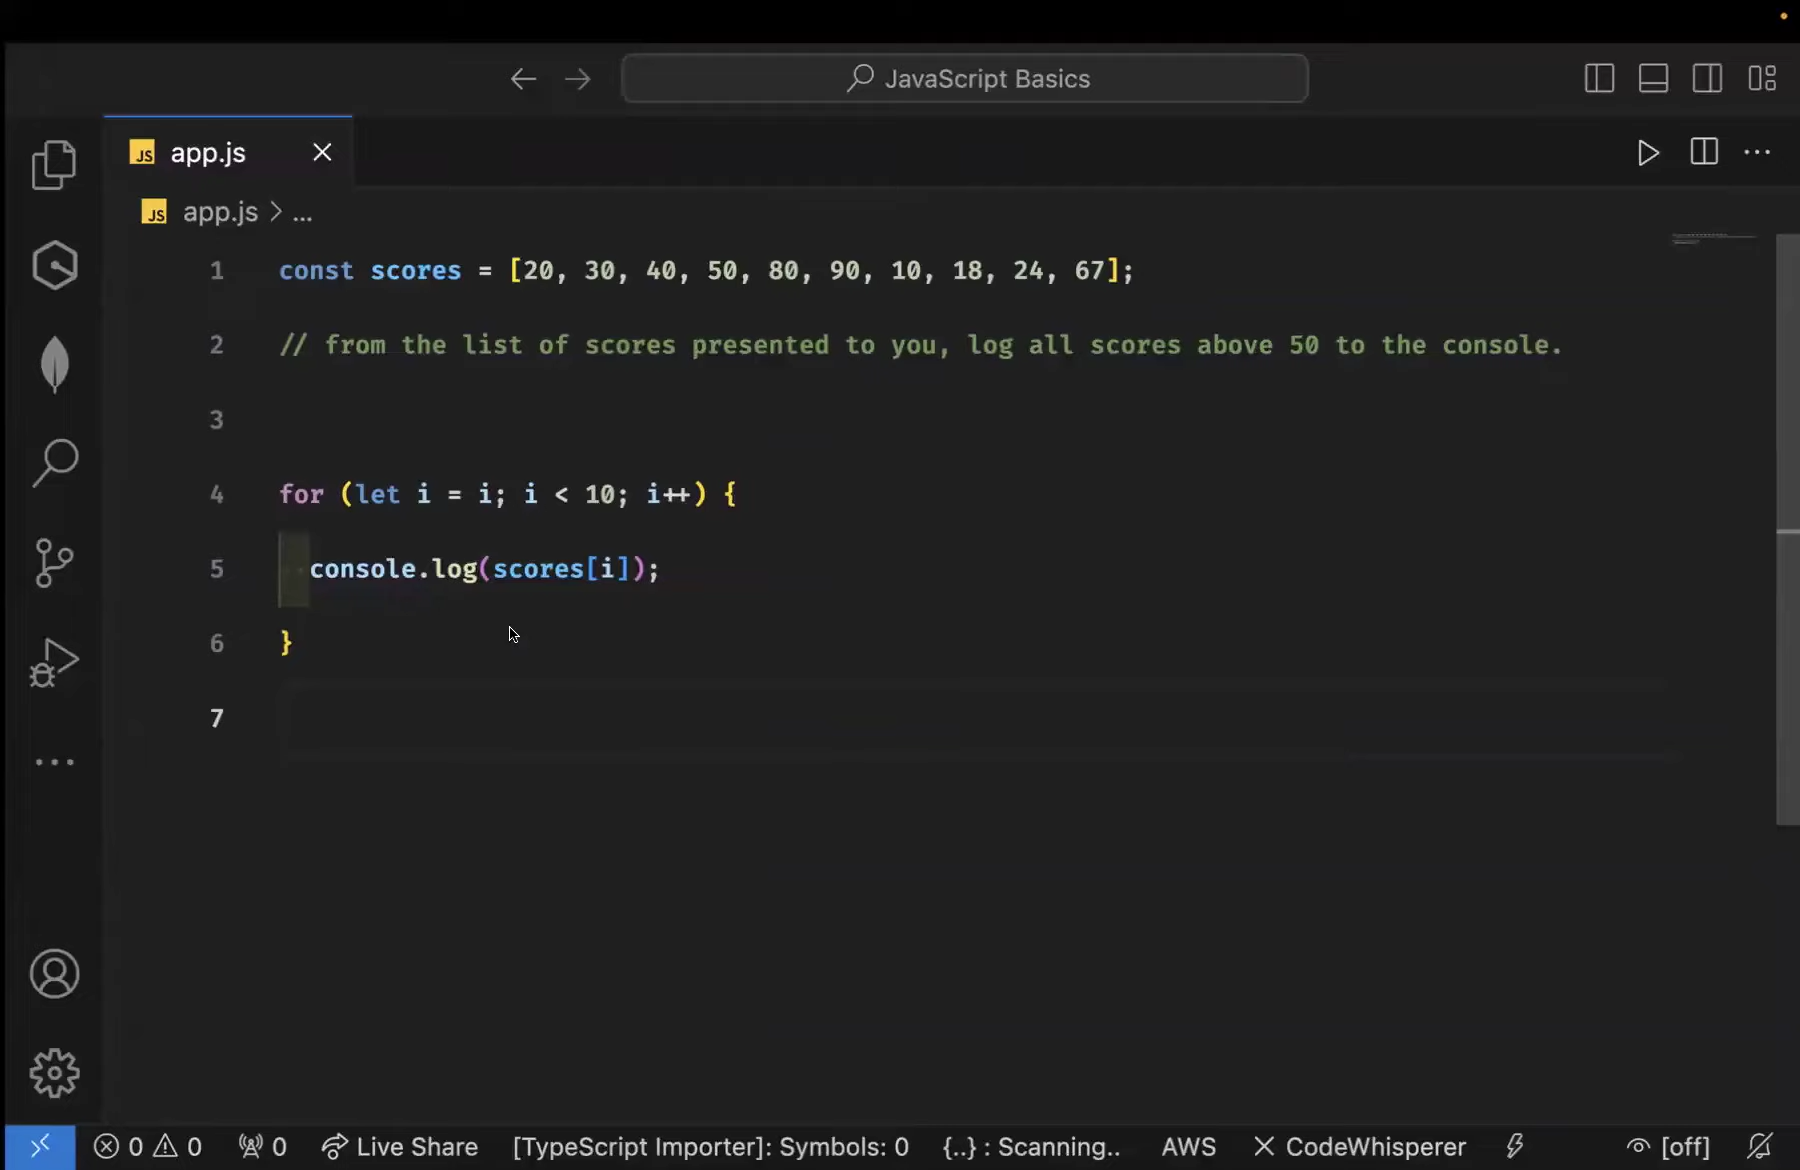 JavaScript Basics
JS app.js
JS app.js > ...
1 const scores = [20, 30, 40, 50, 80, 90, 10, 18, 24, 67];
2 // from the list of scores presented to you, log all scores above 50 to the console.
3
4 for (let i = i; i < 10; i++) {
5 console.log(scores[i]);
6 }
7
0 0 0 Live Share [TypeScript Importer]: Symbols: 0 {..} : Scanning.. AWS CodeWhisperer [off]